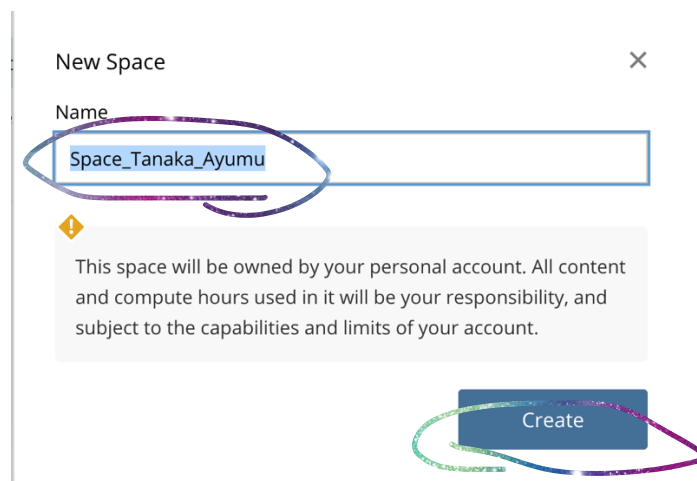 New Space
Name
Space_Tanaka_Ayumu
This space will be owned by your personal account. All content
and compute hours used in it will be your responsibility, and
subject to the capabilities and limits of your account.
Create